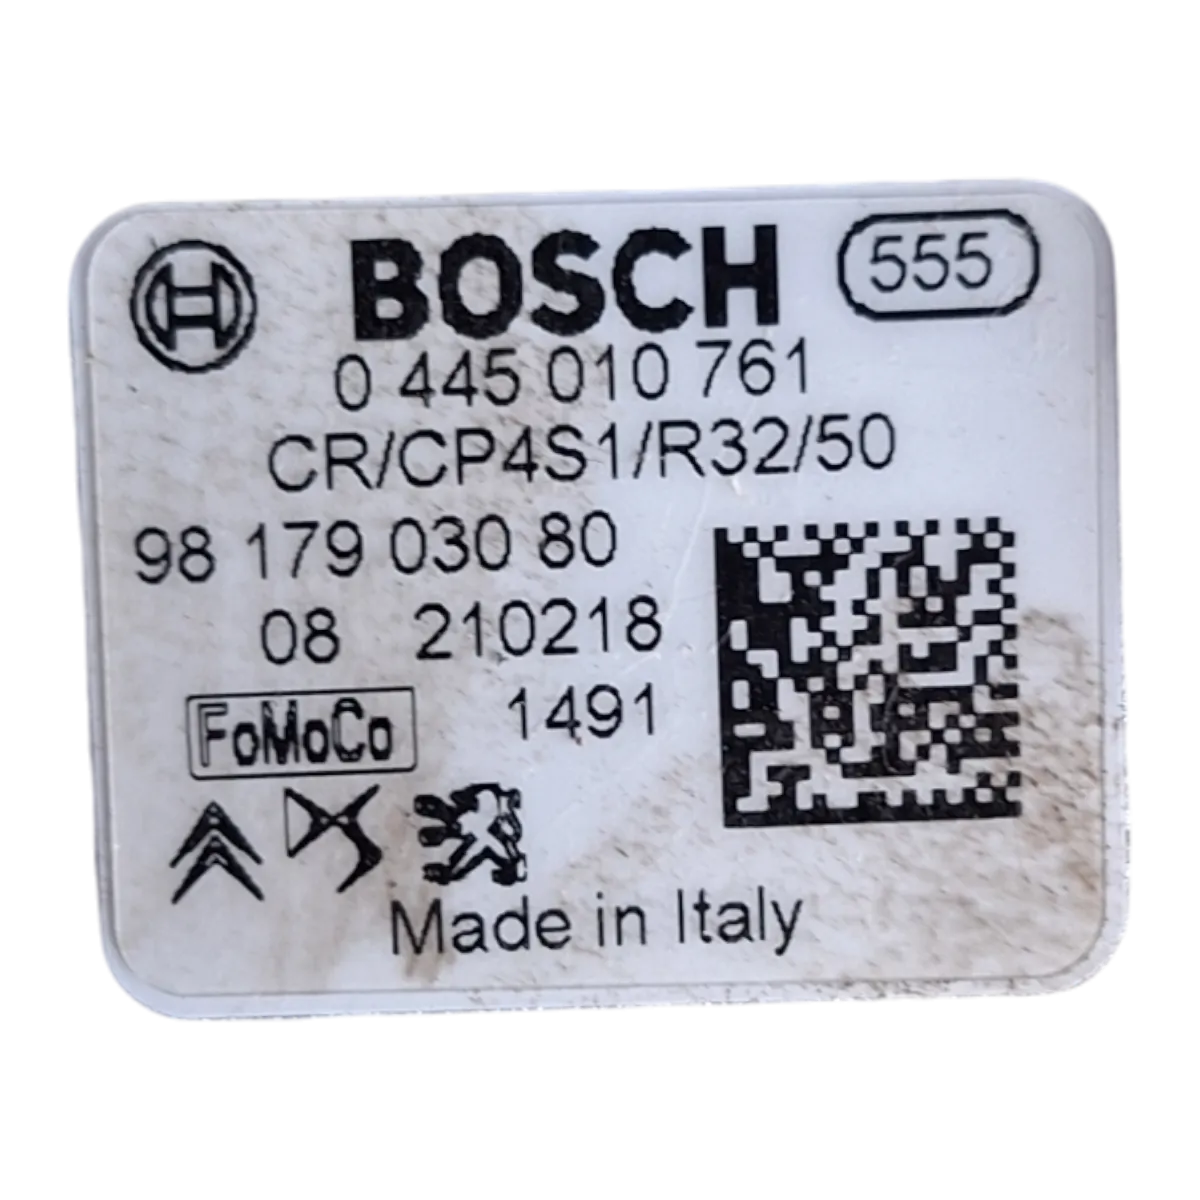 BOSCH 555
0 445 010 761
CR/CP4S1/R32/50
98 179 030 80
08 210218
FoMoCo 1491
Made in Italy